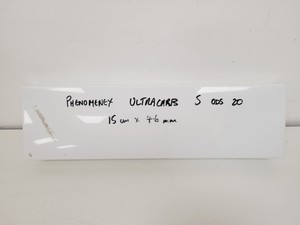 PHENOMENEX ULTRACARB 5 ODS 20
15 cm x 4.6 mm